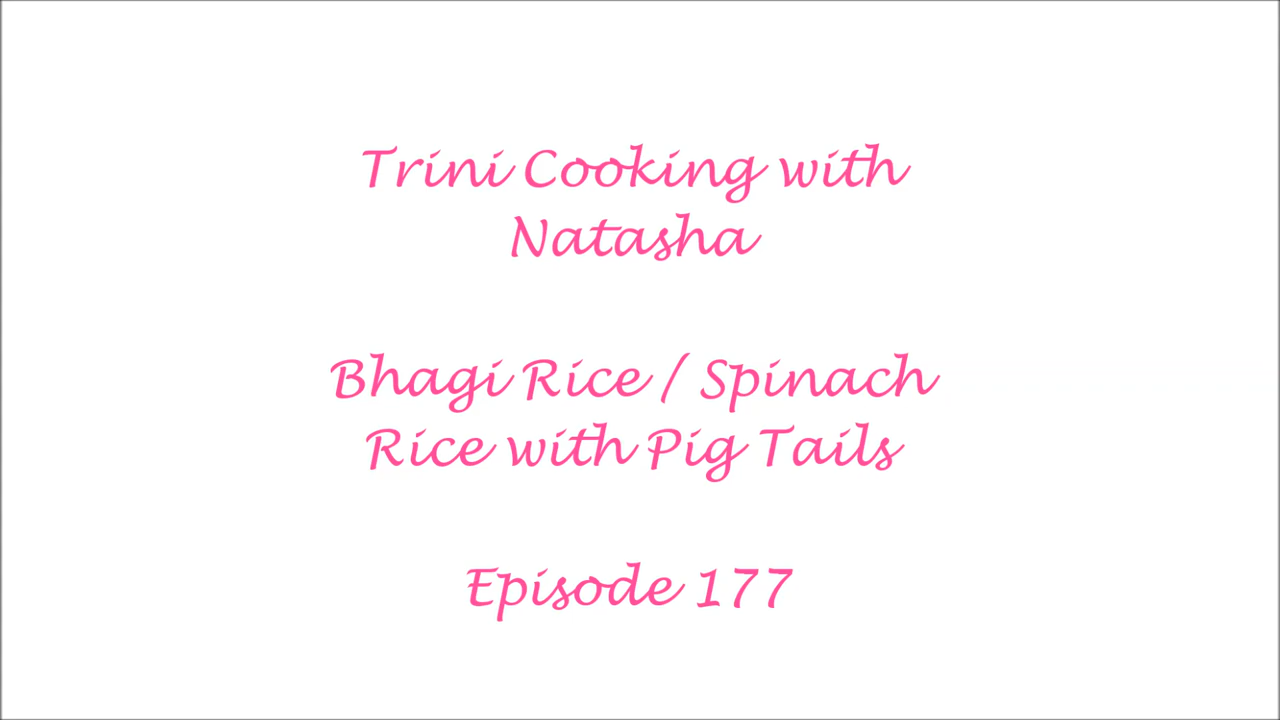 Trini Cooking with
Natasha
Bhagi Rice / Spinach
Rice with Pig Tails
Episode 177